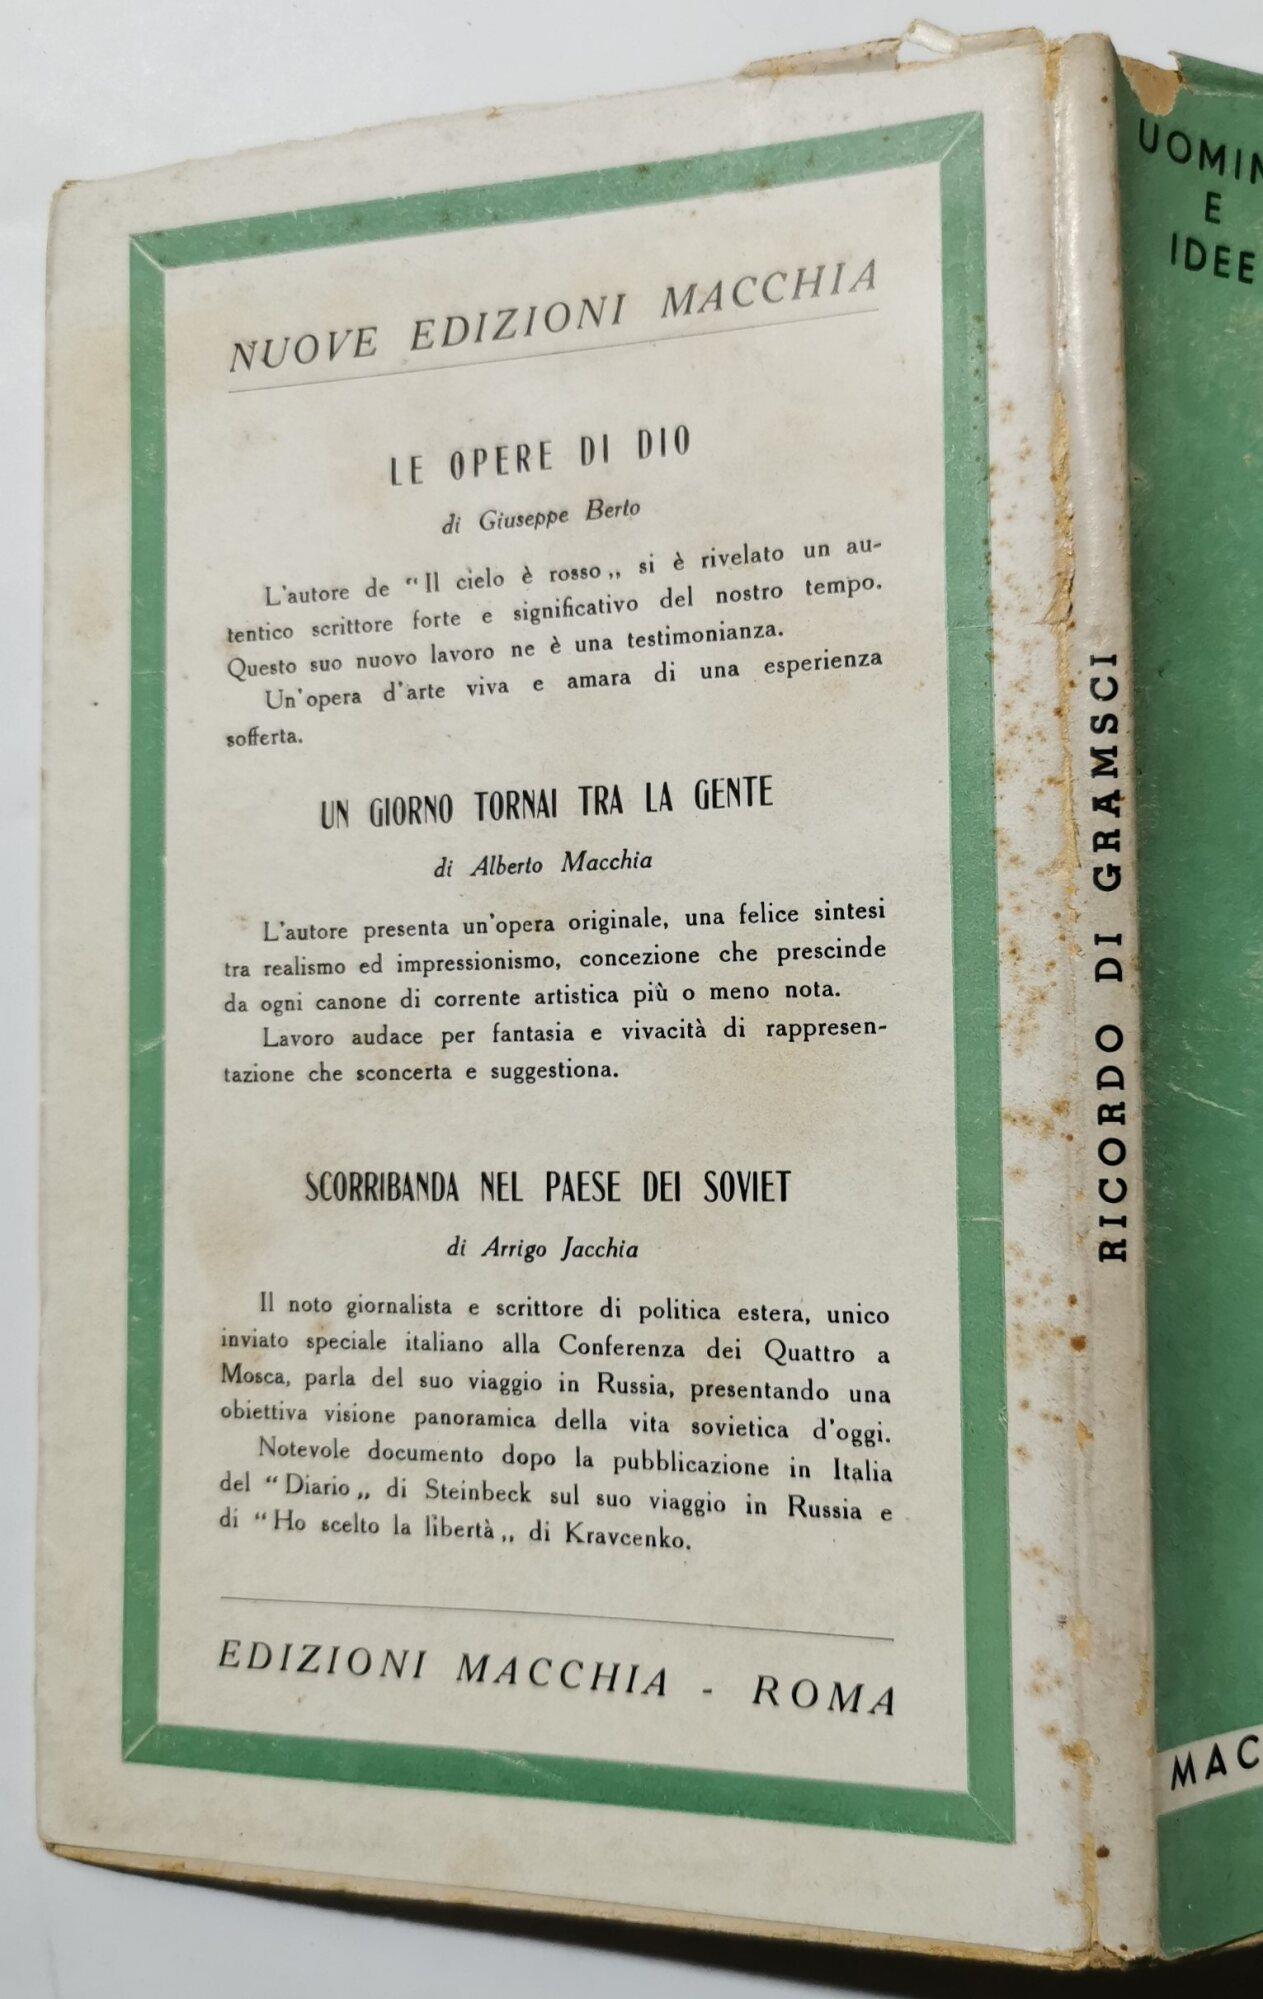 NUOVE EDIZIONI MACCHIA
LE OPERE DI DIO
di Giuseppe Berto
L'autore de “Il cielo è rosso„ si è rivelato un au-
tentico scrittore forte e significativo del nostro tempo.
Questo suo nuovo lavoro ne è una testimonianza.
Un'opera d'arte viva e amara di una esperienza
sofferta.
UN GIORNO TORNAI TRA LA GENTE
di Alberto Macchia
L'autore presenta un'opera originale, una felice sintesi
tra realismo ed impressionismo, concezione che prescinde
da ogni canone di corrente artistica più o meno nota.
Lavoro audace per fantasia e vivacità di rappresen-
tazione che sconcerta e suggestiona.
SCORRIBANDA NEL PAESE DEI SOVIET
di Arrigo Jacchia
Il noto giornalista e scrittore di politica estera, unico
inviato speciale italiano alla Conferenza dei Quattro a
Mosca, parla del suo viaggio in Russia, presentando una
obiettiva visione panoramica della vita sovietica d'oggi.
Notevole documento dopo la pubblicazione in Italia
del “Diario„ di Steinbeck sul suo viaggio in Russia e
di “Ho scelto la libertà„ di Kravcenko.
EDIZIONI MACCHIA - ROMA
RICORDO DI GRAMSCI
UOMIN
E
IDEE
MAC